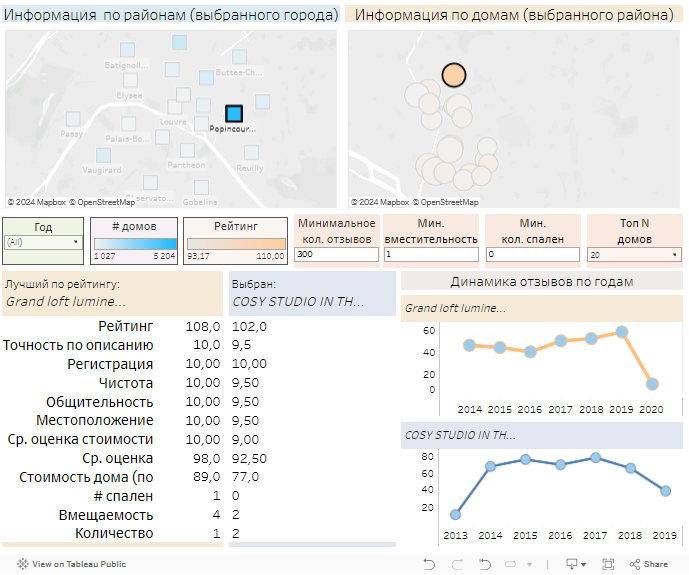 Информация по районам (выбранного города)
Информация по домам (выбранного района)
Batignoll...
Buttes-Ch...
Elysee
Louvre
Popincour...
Passy
Palais-Bo...
Vaugirard
Pantheon
Reuilly
Observato...
Gobelins
© 2024 Mapbox © OpenStreetMap
© 2024 Mapbox © OpenStreetMap
Год
(All)
# домов
1 027 5 204
Рейтинг
93,17 110,00
Минимальное
кол. отзывов
300
Мин.
вместительность
1
Мин.
кол. спален
0
Топ N
домов
20
Лучший по рейтингу:
Grand loft lumine...
Выбран:
COSY STUDIO IN TH...
Рейтинг 108,0 102,0
Точность по описанию 10,0 9,5
Регистрация 10,00 10,00
Чистота 10,00 9,50
Общительность 10,00 9,50
Местоположение 10,00 9,50
Ср. оценка стоимости 10,00 9,00
Ср. оценка 98,0 92,50
Стоимость дома (по 89,0 77,0
# спален 1 0
Вмещаемость 4 2
Количество 1 2
Динамика отзывов по годам
Grand loft lumine...
60
40
20
0
2014 2015 2016 2017 2018 2019 2020
COSY STUDIO IN TH...
80
60
40
20
2013 2014 2015 2016 2017 2018 2019
View on Tableau Public
Share